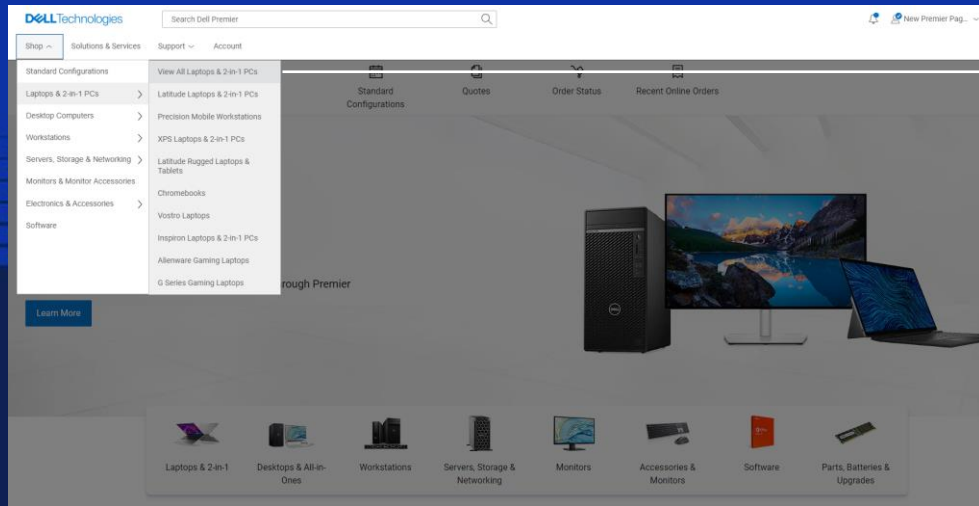 DELLTechnologies
Search Dell Premier
New Premier Pag...
Shop
Solutions & Services
Support
Account
Standard Configurations
Laptops & 2-in-1 PCs
Desktop Computers
Workstations
Servers, Storage & Networking
Monitors & Monitor Accessories
Electronics & Accessories
Software
View All Laptops & 2-in-1 PCs
Latitude Laptops & 2-in-1 PCs
Precision Mobile Workstations
XPS Laptops & 2-in-1 PCs
Latitude Rugged Laptops &
Tablets
Chromebooks
Vostro Laptops
Inspiron Laptops & 2-in-1 PCs
Alienware Gaming Laptops
G Series Gaming Laptops
Standard
Configurations
Quotes
Order Status
Recent Online Orders
rough Premier
Learn More
DELL
Laptops & 2-in-1
Desktops & All-in-
Ones
Workstations
Servers, Storage &
Networking
Monitors
Accessories &
Monitors
Software
Parts, Batteries &
Upgrades